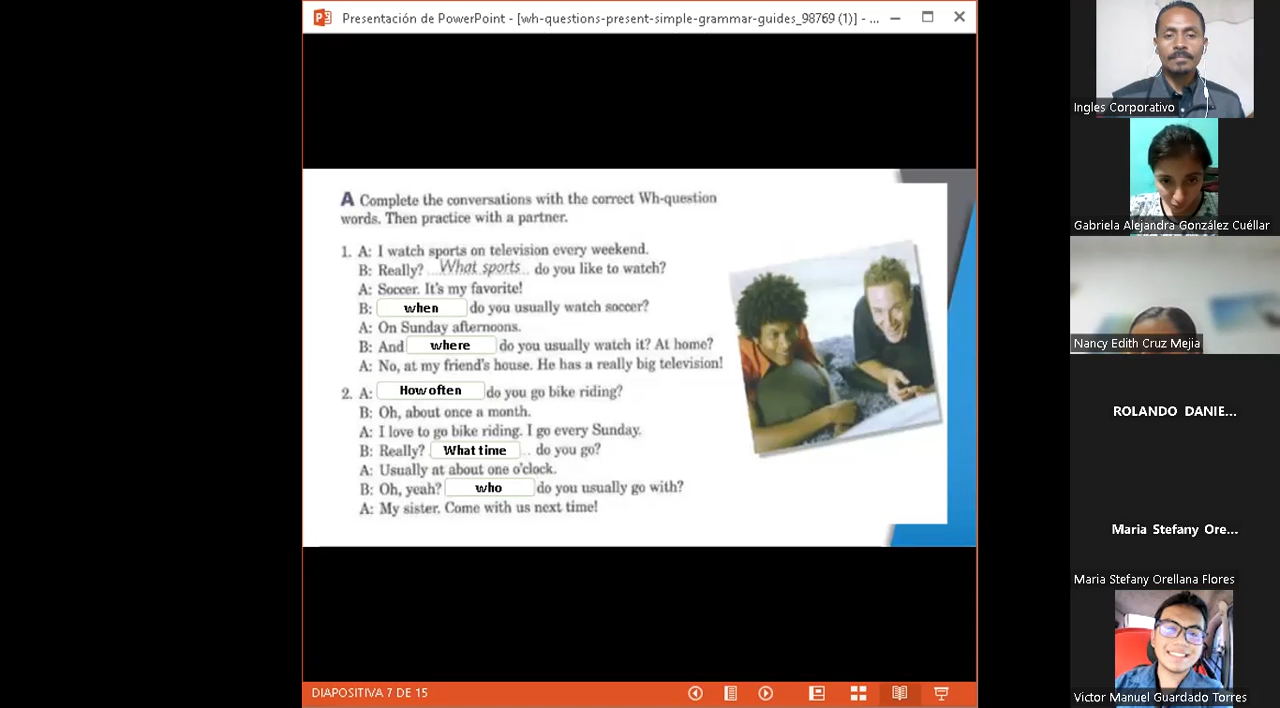 Presentación de PowerPoint - [wh-questions-present-simple-grammar-guides_98769 (1)] - ...
A Complete the conversations with the correct Wh-question
words. Then practice with a partner.
1. A: I watch sports on television every weekend.
B: Really? What sports do you like to watch?
A: Soccer. It's my favorite!
B: when do you usually watch soccer?
A: On Sunday afternoons.
B: And where do you usually watch it? At home?
A: No, at my friend's house. He has a really big television!
2. A: How often do you go bike riding?
B: Oh, about once a month.
A: I love to go bike riding. I go every Sunday.
B: Really? What time do you go?
A: Usually at about one o'clock.
B: Oh, yeah? who do you usually go with?
A: My sister. Come with us next time!
DIAPOSITIVA 7 DE 15
Ingles Corporativo
Gabriela Alejandra González Cuéllar
Nancy Edith Cruz Mejia
ROLANDO DANIE...
Maria Stefany Ore...
Maria Stefany Orellana Flores
Victor Manuel Guardado Torres